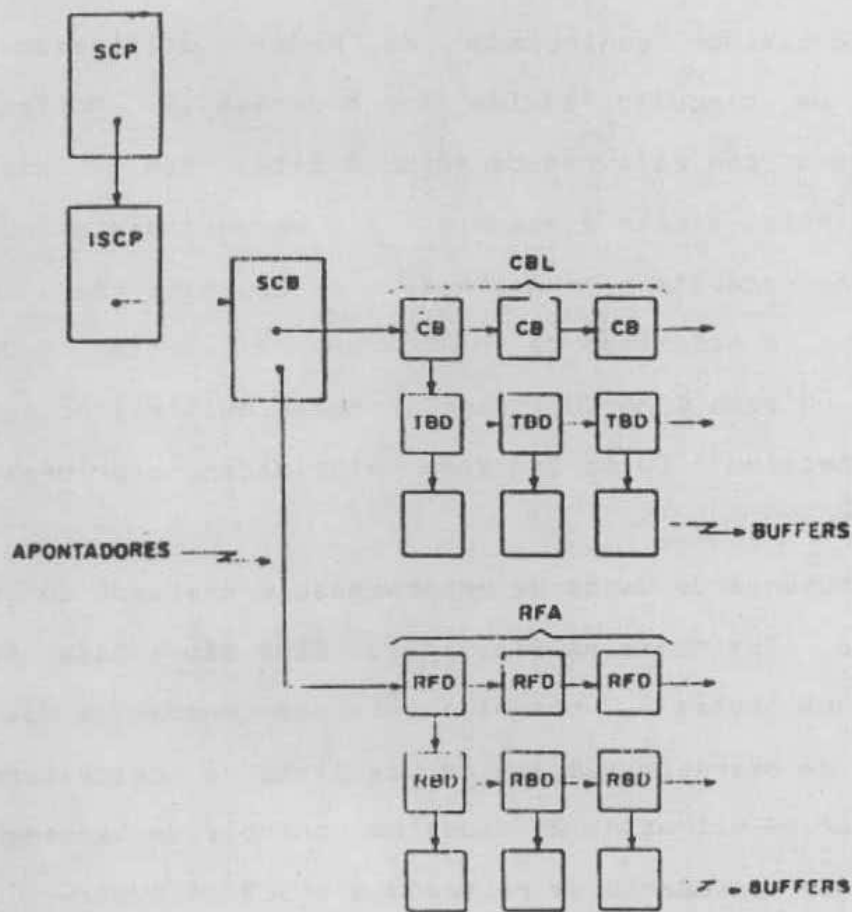 SCP
ISCP
SCB
CBL
CB CB CB
TBD TBD TBD
BUFFERS
APONTADORES
RFA
RFD RFD RFD
RBD RBD RBD
BUFFERS